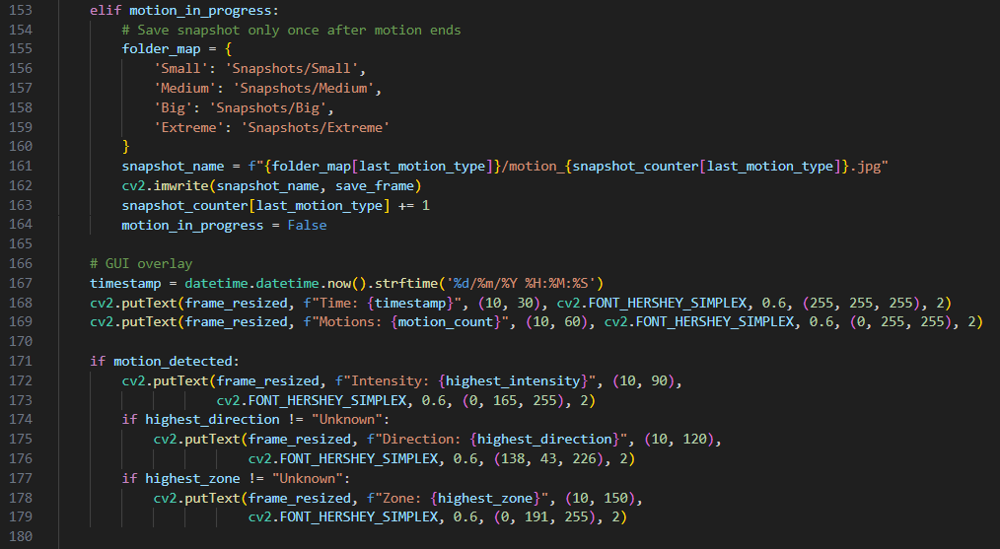 153 elif motion_in_progress:
154 # Save snapshot only once after motion ends
155 folder_map = {
156 'Small': 'Snapshots/Small',
157 'Medium': 'Snapshots/Medium',
158 'Big': 'Snapshots/Big',
159 'Extreme': 'Snapshots/Extreme'
160 }
161 snapshot_name = f"{folder_map[last_motion_type]}/motion_{snapshot_counter[last_motion_type]}.jpg"
162 cv2.imwrite(snapshot_name, save_frame)
163 snapshot_counter[last_motion_type] += 1
164 motion_in_progress = False
165
166 # GUI overlay
167 timestamp = datetime.datetime.now().strftime('%d/%m/%Y %H:%M:%S')
168 cv2.putText(frame_resized, f"Time: {timestamp}", (10, 30), cv2.FONT_HERSHEY_SIMPLEX, 0.6, (255, 255, 255), 2)
169 cv2.putText(frame_resized, f"Motions: {motion_count}", (10, 60), cv2.FONT_HERSHEY_SIMPLEX, 0.6, (0, 255, 255), 2)
170
171 if motion_detected:
172 cv2.putText(frame_resized, f"Intensity: {highest_intensity}", (10, 90),
173 cv2.FONT_HERSHEY_SIMPLEX, 0.6, (0, 165, 255), 2)
174 if highest_direction != "Unknown":
175 cv2.putText(frame_resized, f"Direction: {highest_direction}", (10, 120),
176 cv2.FONT_HERSHEY_SIMPLEX, 0.6, (138, 43, 226), 2)
177 if highest_zone != "Unknown":
178 cv2.putText(frame_resized, f"Zone: {highest_zone}", (10, 150),
179 cv2.FONT_HERSHEY_SIMPLEX, 0.6, (0, 191, 255), 2)
180